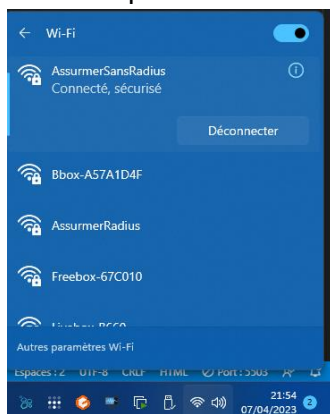 Wi-Fi
AssurmerSansRadius
Connecté, sécurisé
Déconnecter
Bbox-A57A1D4F
AssurmerRadius
Freebox-67C010
Autres paramètres Wi-Fi
Espaces : 2 UTF-8 CRLF HTML Port : 5503
21:54
07/04/2023
2